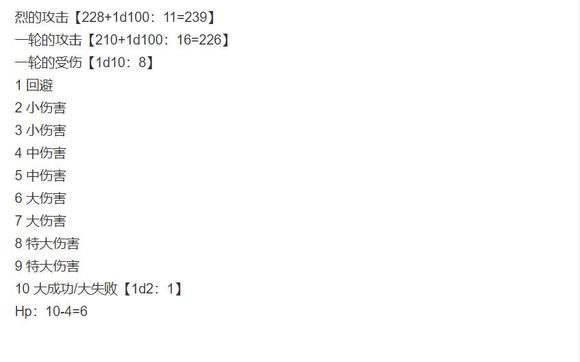 烈的攻击【228+1d100：11=239】
一轮的攻击【210+1d100：16=226】
一轮的受伤【1d10：8】
1 回避
2 小伤害
3 小伤害
4 中伤害
5 中伤害
6 大伤害
7 大伤害
8 特大伤害
9 特大伤害
10 大成功/大失败【1d2：1】
Hp：10-4=6